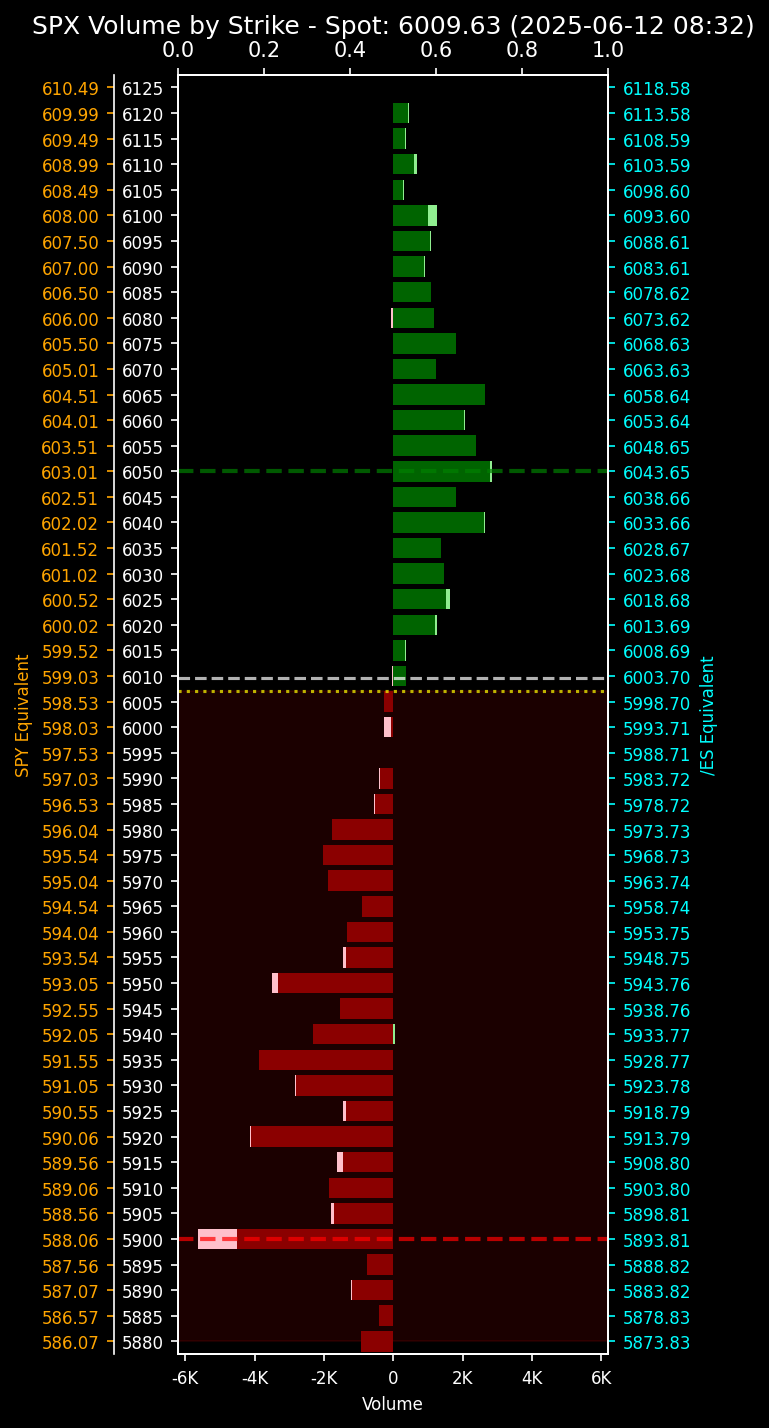 SPX Volume by Strike - Spot: 6009.63 (2025-06-12 08:32)
0.0 0.2 0.4 0.6 0.8 1.0
610.49 6125 6118.58
609.99 6120 6113.58
609.49 6115 6108.59
608.99 6110 6103.59
608.49 6105 6098.60
608.00 6100 6093.60
607.50 6095 6088.61
607.00 6090 6083.61
606.50 6085 6078.62
606.00 6080 6073.62
605.50 6075 6068.63
605.01 6070 6063.63
604.51 6065 6058.64
604.01 6060 6053.64
603.51 6055 6048.65
603.01 6050 6043.65
602.51 6045 6038.66
602.02 6040 6033.66
601.52 6035 6028.67
601.02 6030 6023.68
600.52 6025 6018.68
600.02 6020 6013.69
599.52 6015 6008.69
599.03 6010 6003.70
598.53 6005 5998.70
598.03 6000 5993.71
597.53 5995 5988.71
597.03 5990 5983.72
596.53 5985 5978.72
596.04 5980 5973.73
595.54 5975 5968.73
595.04 5970 5963.74
594.54 5965 5958.74
594.04 5960 5953.75
593.54 5955 5948.75
593.05 5950 5943.76
592.55 5945 5938.76
592.05 5940 5933.77
591.55 5935 5928.77
591.05 5930 5923.78
590.55 5925 5918.79
590.06 5920 5913.79
589.56 5915 5908.80
589.06 5910 5903.80
588.56 5905 5898.81
588.06 5900 5893.81
587.56 5895 5888.82
587.07 5890 5883.82
586.57 5885 5878.83
586.07 5880 5873.83
SPY Equivalent
/ES Equivalent
-6K -4K -2K 0 2K 4K 6K
Volume